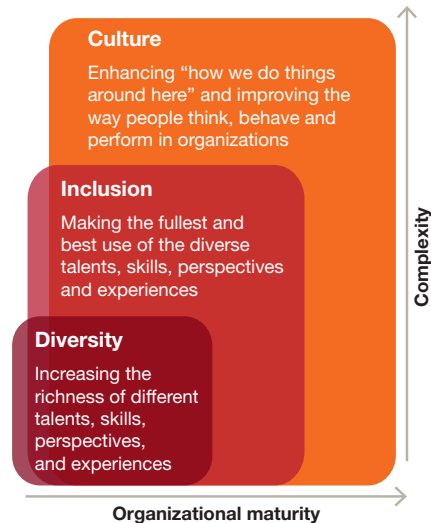 Culture
Enhancing “how we do things
around here” and improving the
way people think, behave and
perform in organizations
Inclusion
Making the fullest and
best use of the diverse
talents, skills, perspectives
and experiences
Diversity
Increasing the
richness of different
talents, skills,
perspectives,
and experiences
Complexity
Organizational maturity